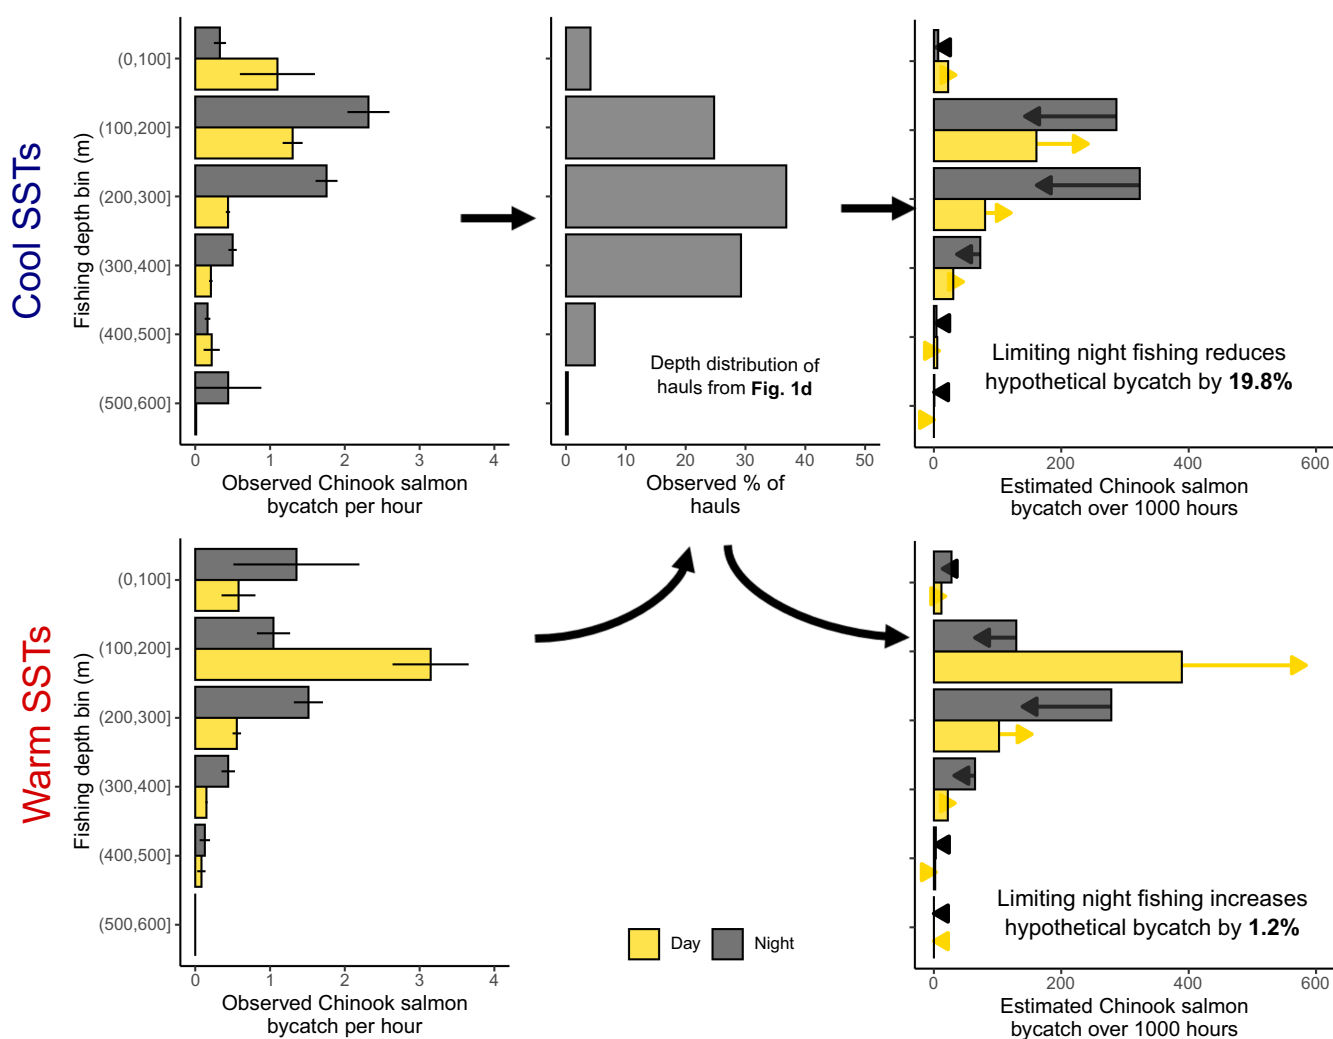 Cool SSTs
Fishing depth bin (m)
(0,100]
(100,200]
(200,300]
(300,400]
(400,500]
(500,600]
0 1 2 3 4
Observed Chinook salmon
bycatch per hour
Depth distribution of
hauls from Fig. 1d
0 10 20 30 40 50
Observed % of
hauls
Limiting night fishing reduces
hypothetical bycatch by 19.8%
0 200 400 600
Estimated Chinook salmon
bycatch over 1000 hours
Warm SSTs
Fishing depth bin (m)
(0,100]
(100,200]
(200,300]
(300,400]
(400,500]
(500,600]
0 1 2 3 4
Observed Chinook salmon
bycatch per hour
Day Night
Limiting night fishing increases
hypothetical bycatch by 1.2%
0 200 400 600
Estimated Chinook salmon
bycatch over 1000 hours